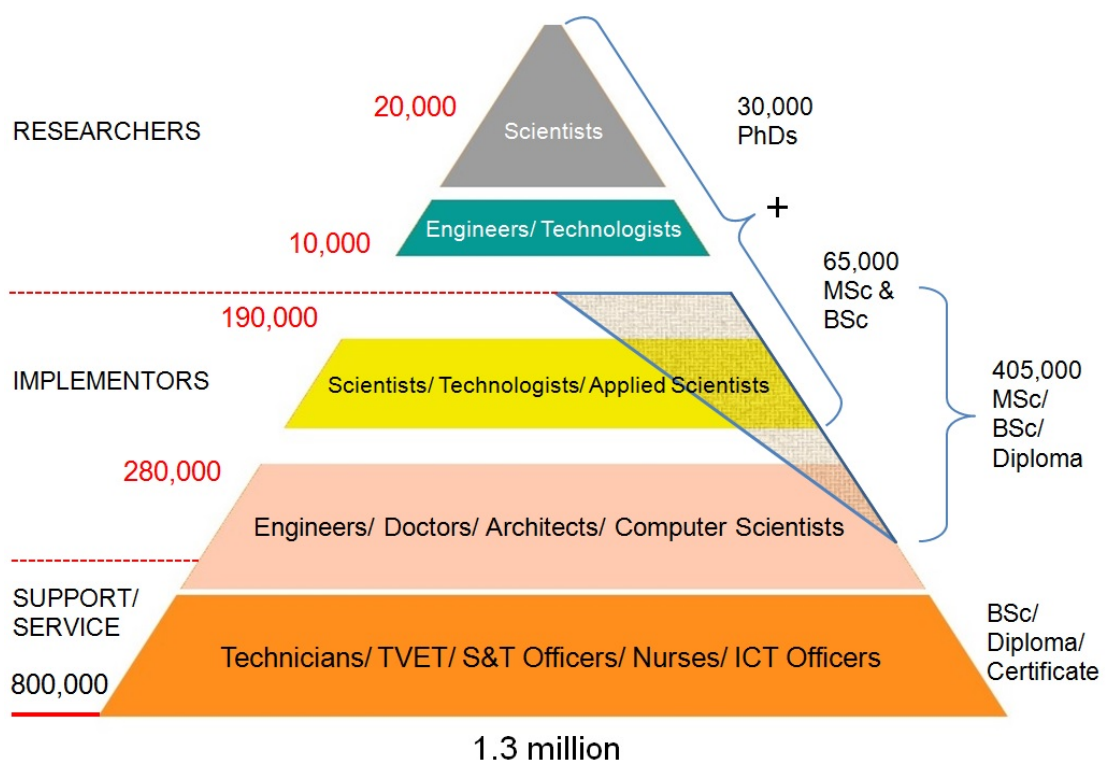 20,000
RESEARCHERS
Scientists
30,000
PhDs
+
10,000
Engineers/ Technologists
65,000
MSc &
BSc
190,000
IMPLEMENTORS
Scientists/ Technologists/ Applied Scientists
405,000
MSc/
BSc/
Diploma
280,000
Engineers/ Doctors/ Architects/ Computer Scientists
SUPPORT/
SERVICE
800,000
Technicians/ TVET/ S&T Officers/ Nurses/ ICT Officers
BSc/
Diploma/
Certificate
1.3 million